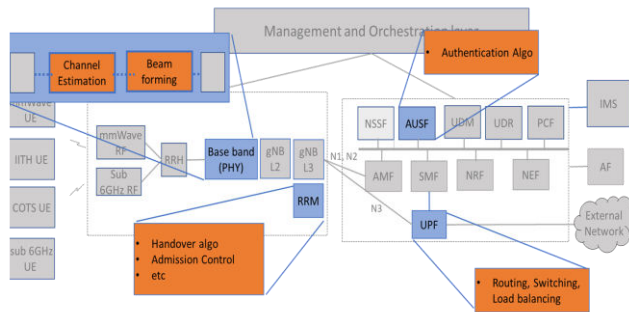 Management and Orchestration layer
Channel
Estimation
Beam
forming
• Authentication Algo
mmWave
UE
IITH UE
COTS UE
sub 6GHz
UE
mmWave
RF
Sub
6GHz RF
RRH
Base band
(PHY)
gNB
L2
gNB
L3
RRM
N1, N2
N3
NSSF
AUSF
UDM
UDR
PCF
AMF
SMF
NRF
NEF
UPF
IMS
AF
External
Network
• Handover algo
• Admission Control
• etc
• Routing, Switching,
Load balancing